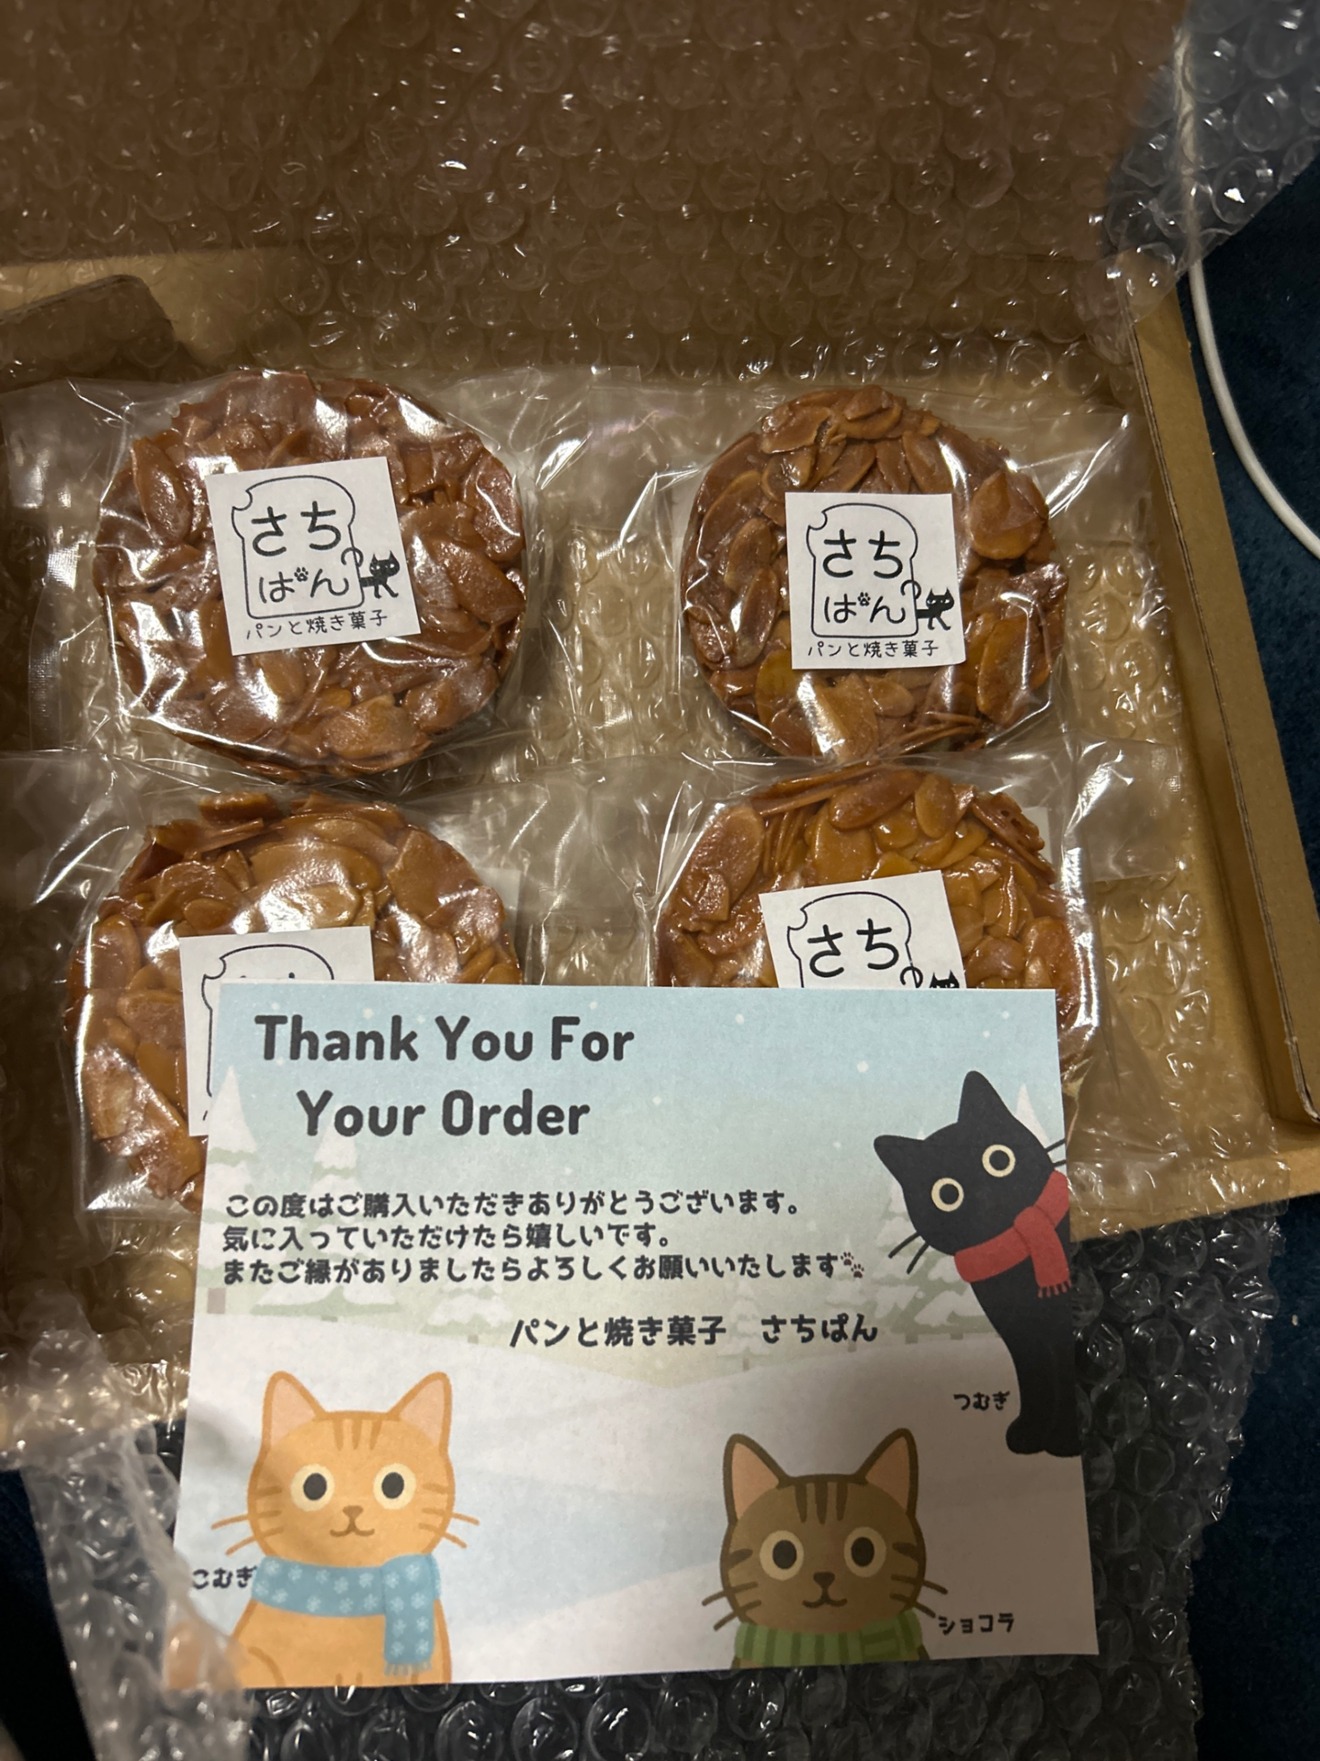 さち
ぱん
パンと焼き菓子
さち
ぱん
パンと焼き菓子
さち
Thank You For
Your Order
この度はご購入いただきありがとうございます。
気に入っていただけたら嬉しいです。
またご縁がありましたらよろしくお願いいたします
パンと焼き菓子 さちぱん
つむぎ
こむぎ
ショコラ